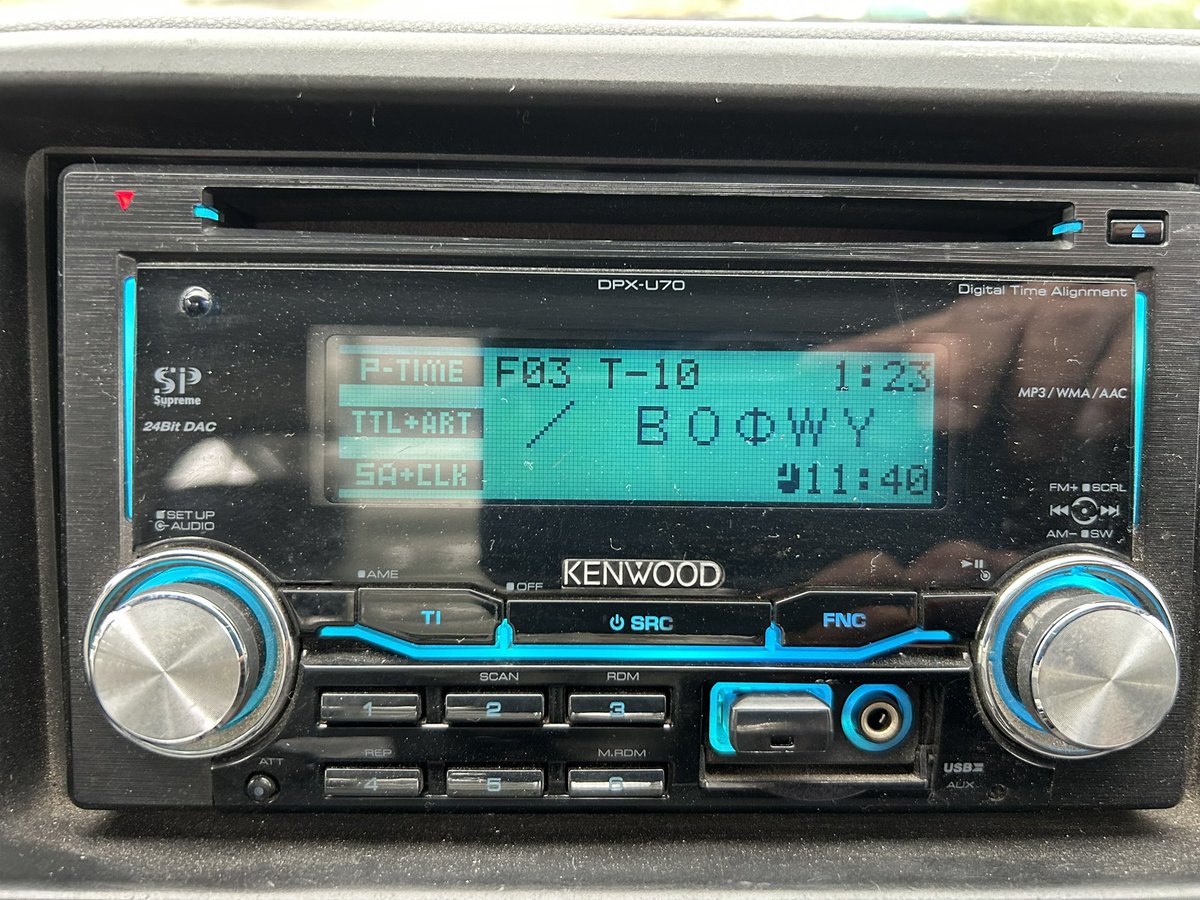 DPX-U70
Digital Time Alignment
Sip
Supreme
24Bit DAC
P-TIME F03 T-10 1:23
MP3/WMA/AAC
TTL+ART / ВОФWY
SA+CLK 11:40
SET UP
AUDIO
FM+ SCRL
AM- SW
AME
OFF
KENWOOD
TI
SRC
FNC
SCAN
RDM
1
2
3
REP
M.RDM
ATT
4
5
6
USB
AUX